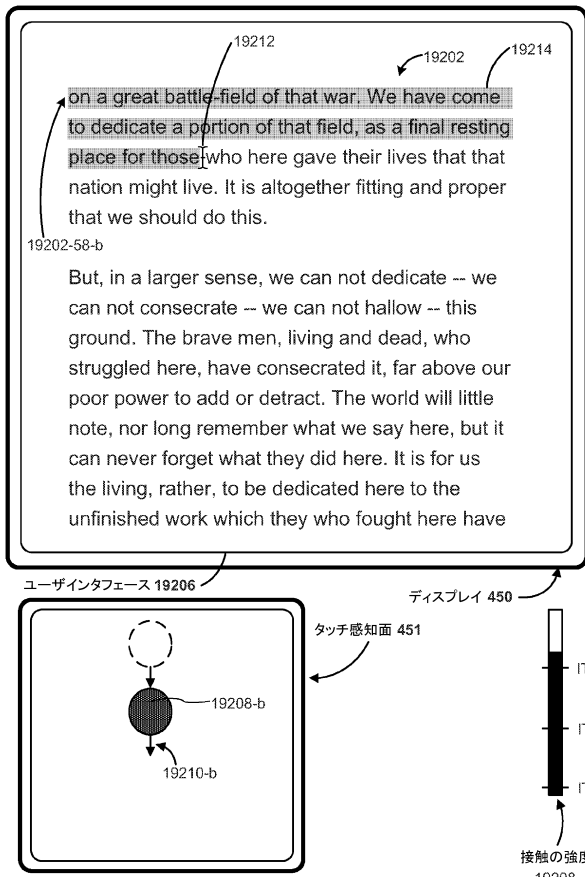 19212
19202
19214
on a great battle-field of that war. We have come
to dedicate a portion of that field, as a final resting
place for those who here gave their lives that that
nation might live. It is altogether fitting and proper
that we should do this.
19202-58-b
But, in a larger sense, we can not dedicate -- we
can not consecrate -- we can not hallow -- this
ground. The brave men, living and dead, who
struggled here, have consecrated it, far above our
poor power to add or detract. The world will little
note, nor long remember what we say here, but it
can never forget what they did here. It is for us
the living, rather, to be dedicated here to the
unfinished work which they who fought here have
ユーザインタフェース 19206
ディスプレイ 450
タッチ感知面 451
19208-b
19210-b
接触の強度